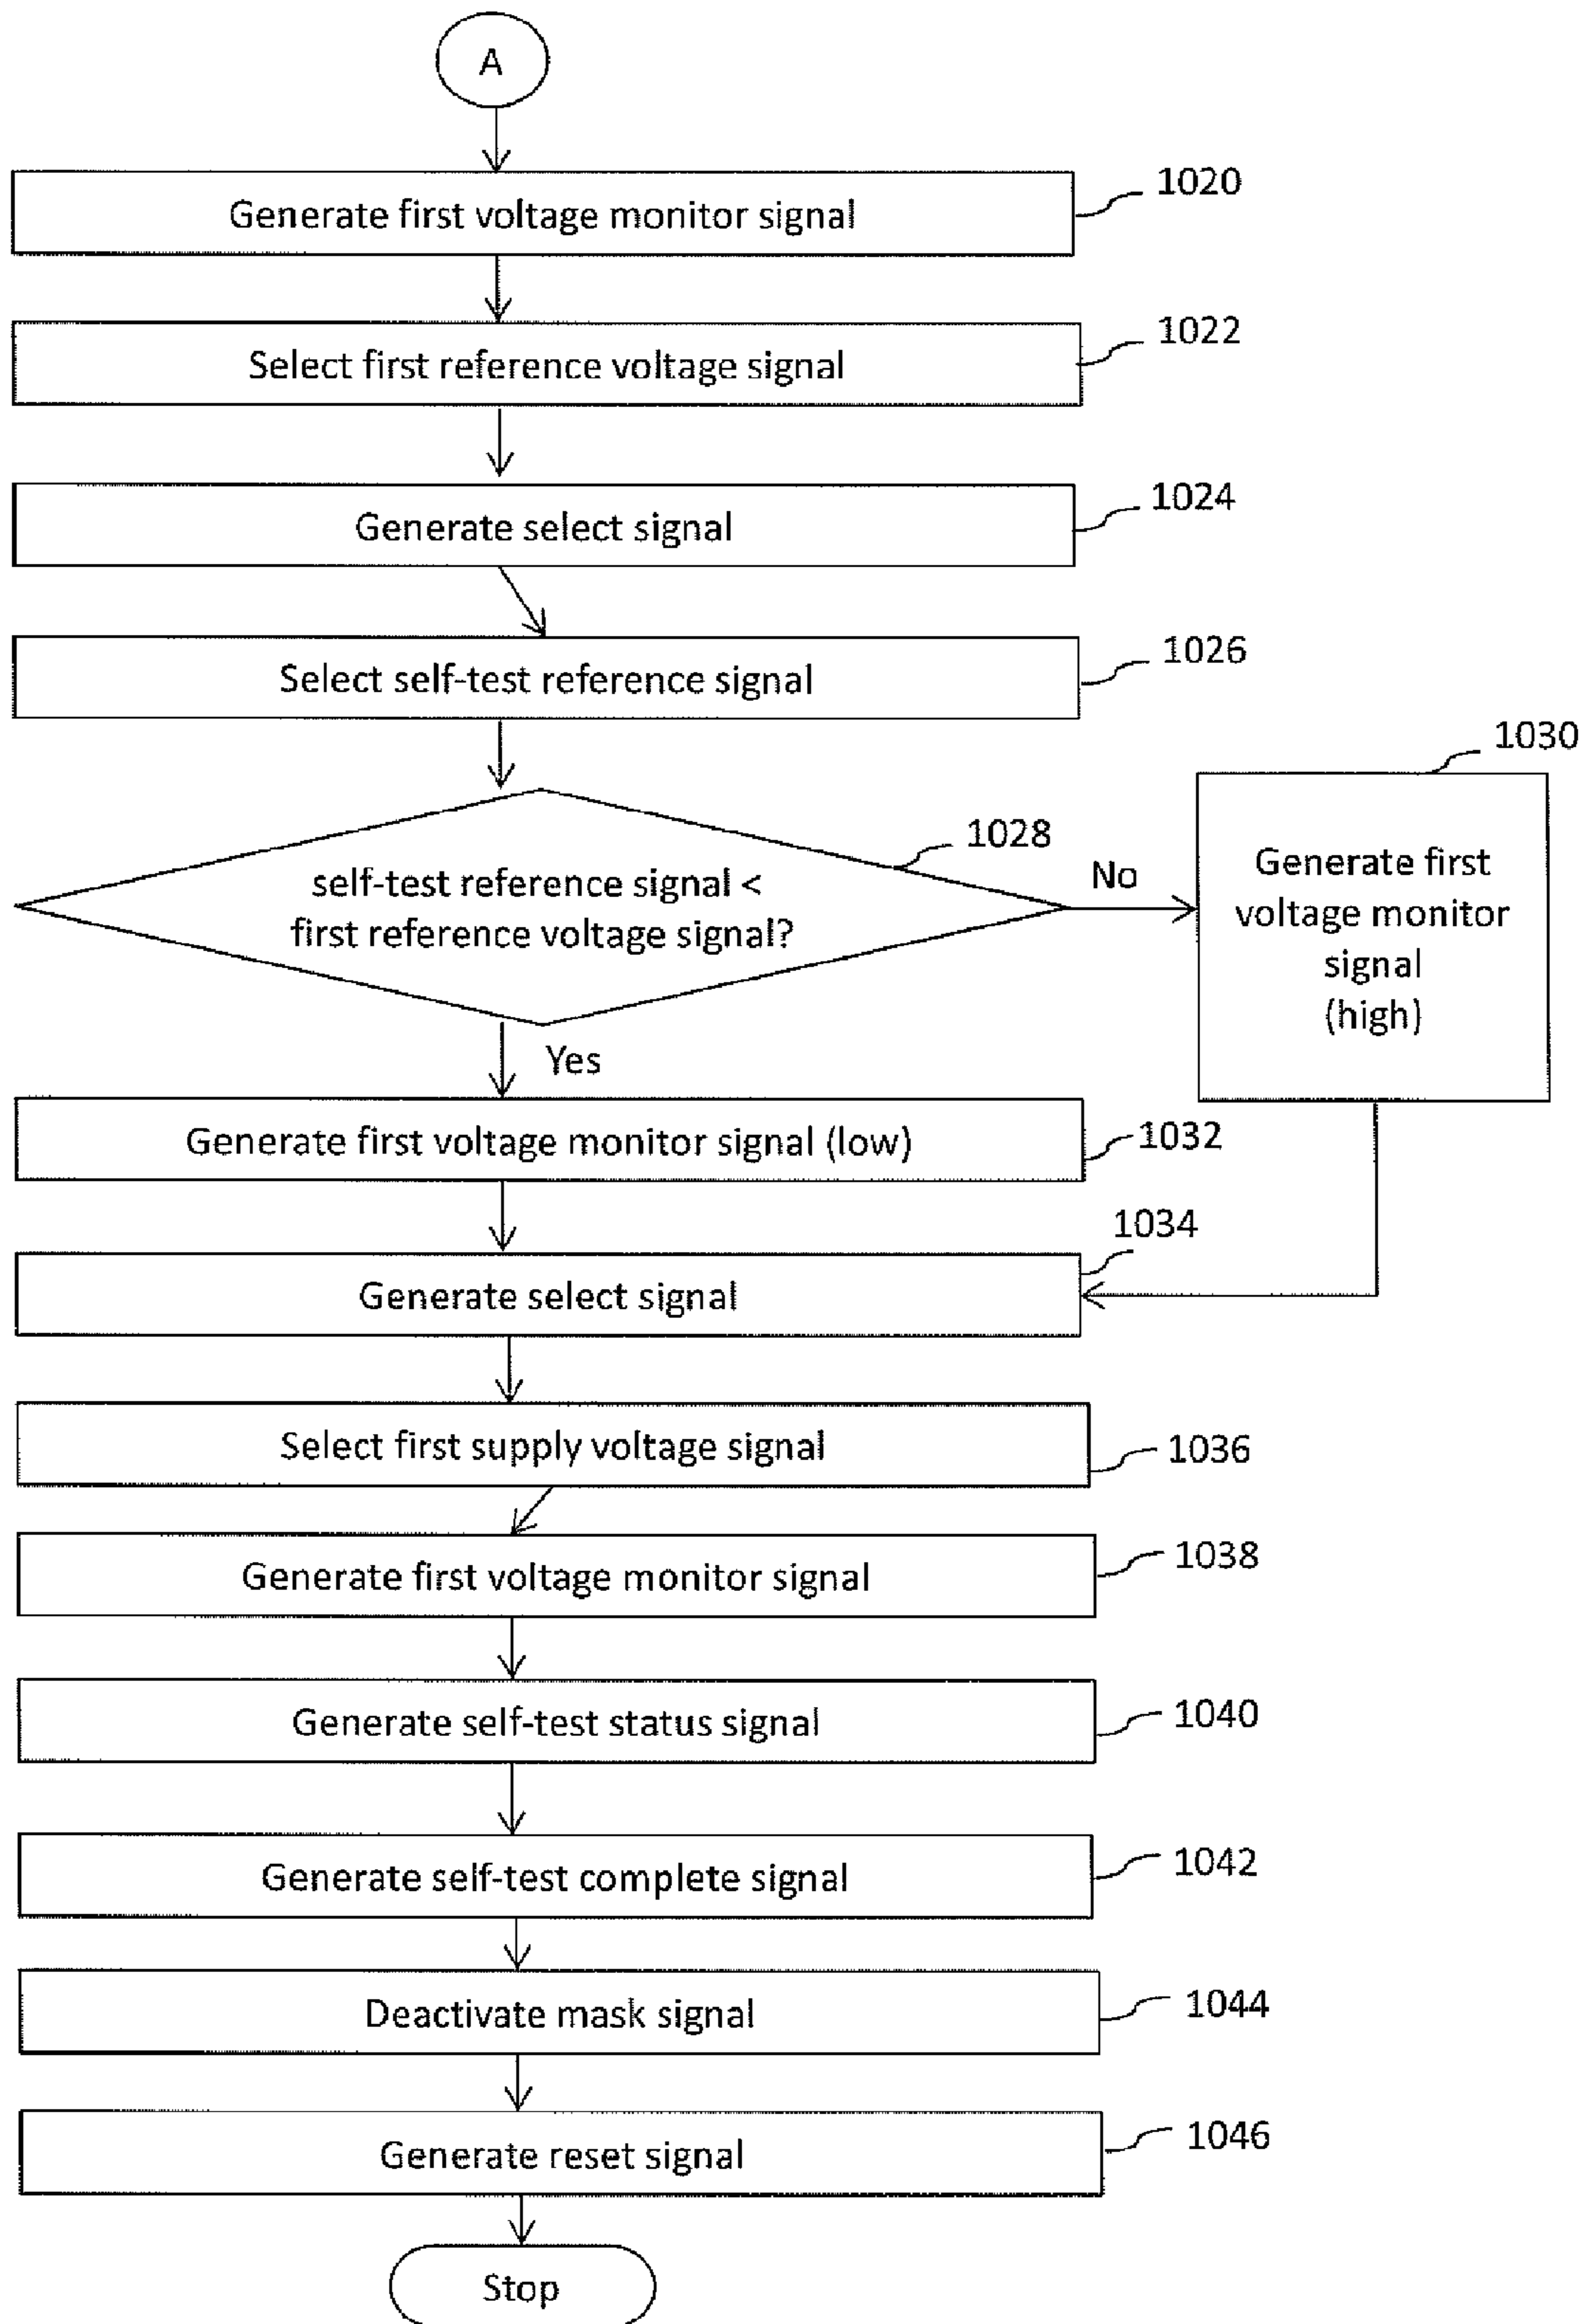 A
Generate first voltage monitor signal
1020
Select first reference voltage signal
1022
Generate select signal
1024
Select self-test reference signal
1026
self-test reference signal <
first reference voltage signal?
1028
No
1030
Generate first
voltage monitor
signal
(high)
Yes
Generate first voltage monitor signal (low)
1032
Generate select signal
1034
Select first supply voltage signal
1036
Generate first voltage monitor signal
1038
Generate self-test status signal
1040
Generate self-test complete signal
1042
Deactivate mask signal
1044
Generate reset signal
1046
Stop